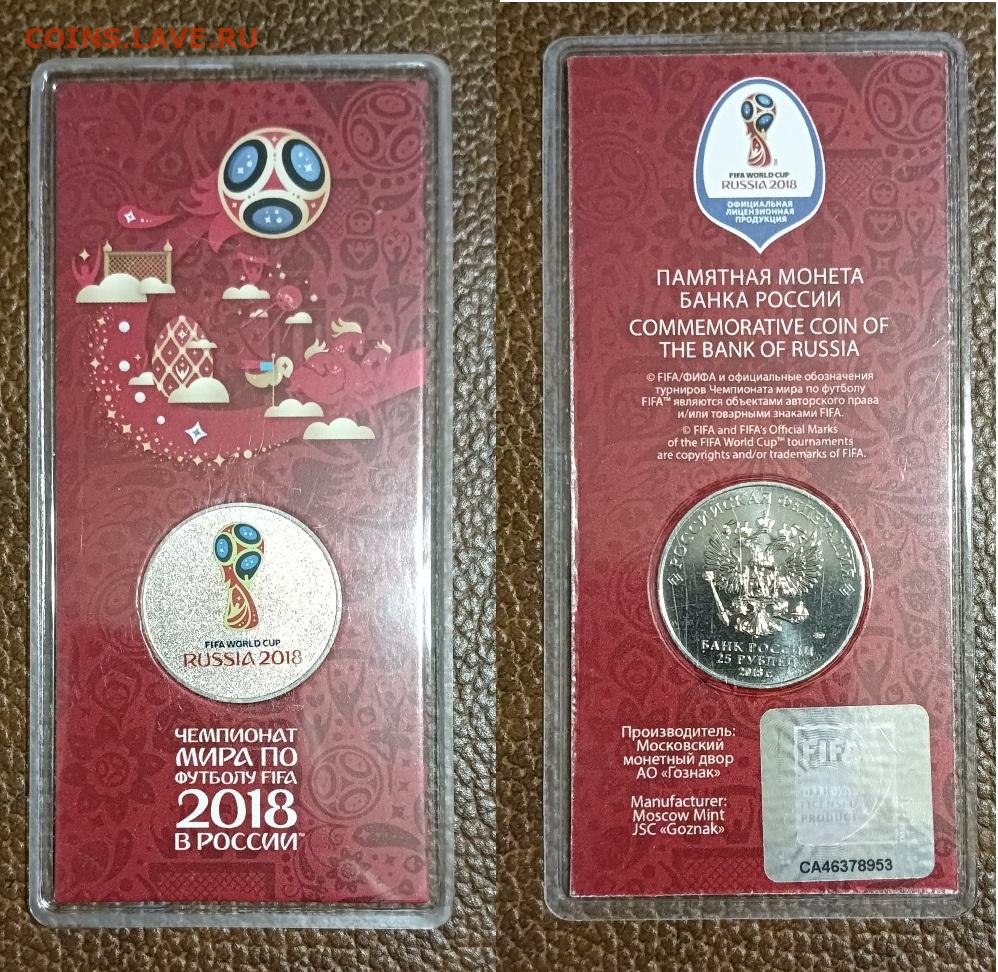 COINS.LAVE.RU
FIFA WORLD CUP
RUSSIA 2018
ЧЕМПИОНАТ
МИРА ПО
ФУТБОЛУ FIFA
2018
В РОССИИ™
FIFA WORLD CUP
RUSSIA 2018
ОФИЦИАЛЬНАЯ
ЛИЦЕНЗИОННАЯ
ПРОДУКЦИЯ
ПАМЯТНАЯ МОНЕТА
БАНКА РОССИИ
COMMEMORATIVE COIN OF
THE BANK OF RUSSIA
© FIFA/ФИФА и официальные обозначения
турниров Чемпионата мира по футболу
FIFA™ являются объектами авторского права
и/или товарными знаками FIFA.
© FIFA and FIFA's Official Marks
of the FIFA World Cup™ tournaments
are copyrights and/or trademarks of FIFA.
РОССИЙСКАЯ ФЕДЕРАЦИЯ
БАНК РОССИИ
25 РУБЛЕЙ
2018 г.
Производитель:
Московский
монетный двор
АО «Гознак»
Manufacturer:
Moscow Mint
JSC «Goznak»
FIFA
OFFICIAL
LICENSED
PRODUCT
CA46378953